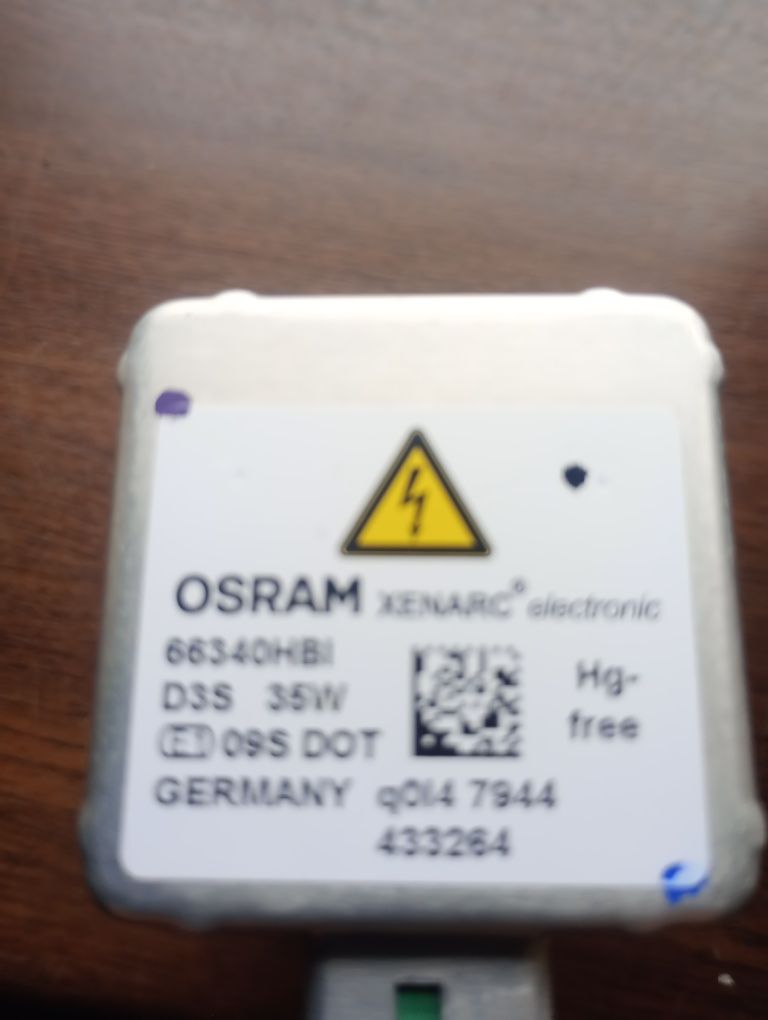 OSRAM XENARC® electronic
66340HBI
D3S 35W
Hg-
free
E1 09S DOT
GERMANY q0I4 7944
433264